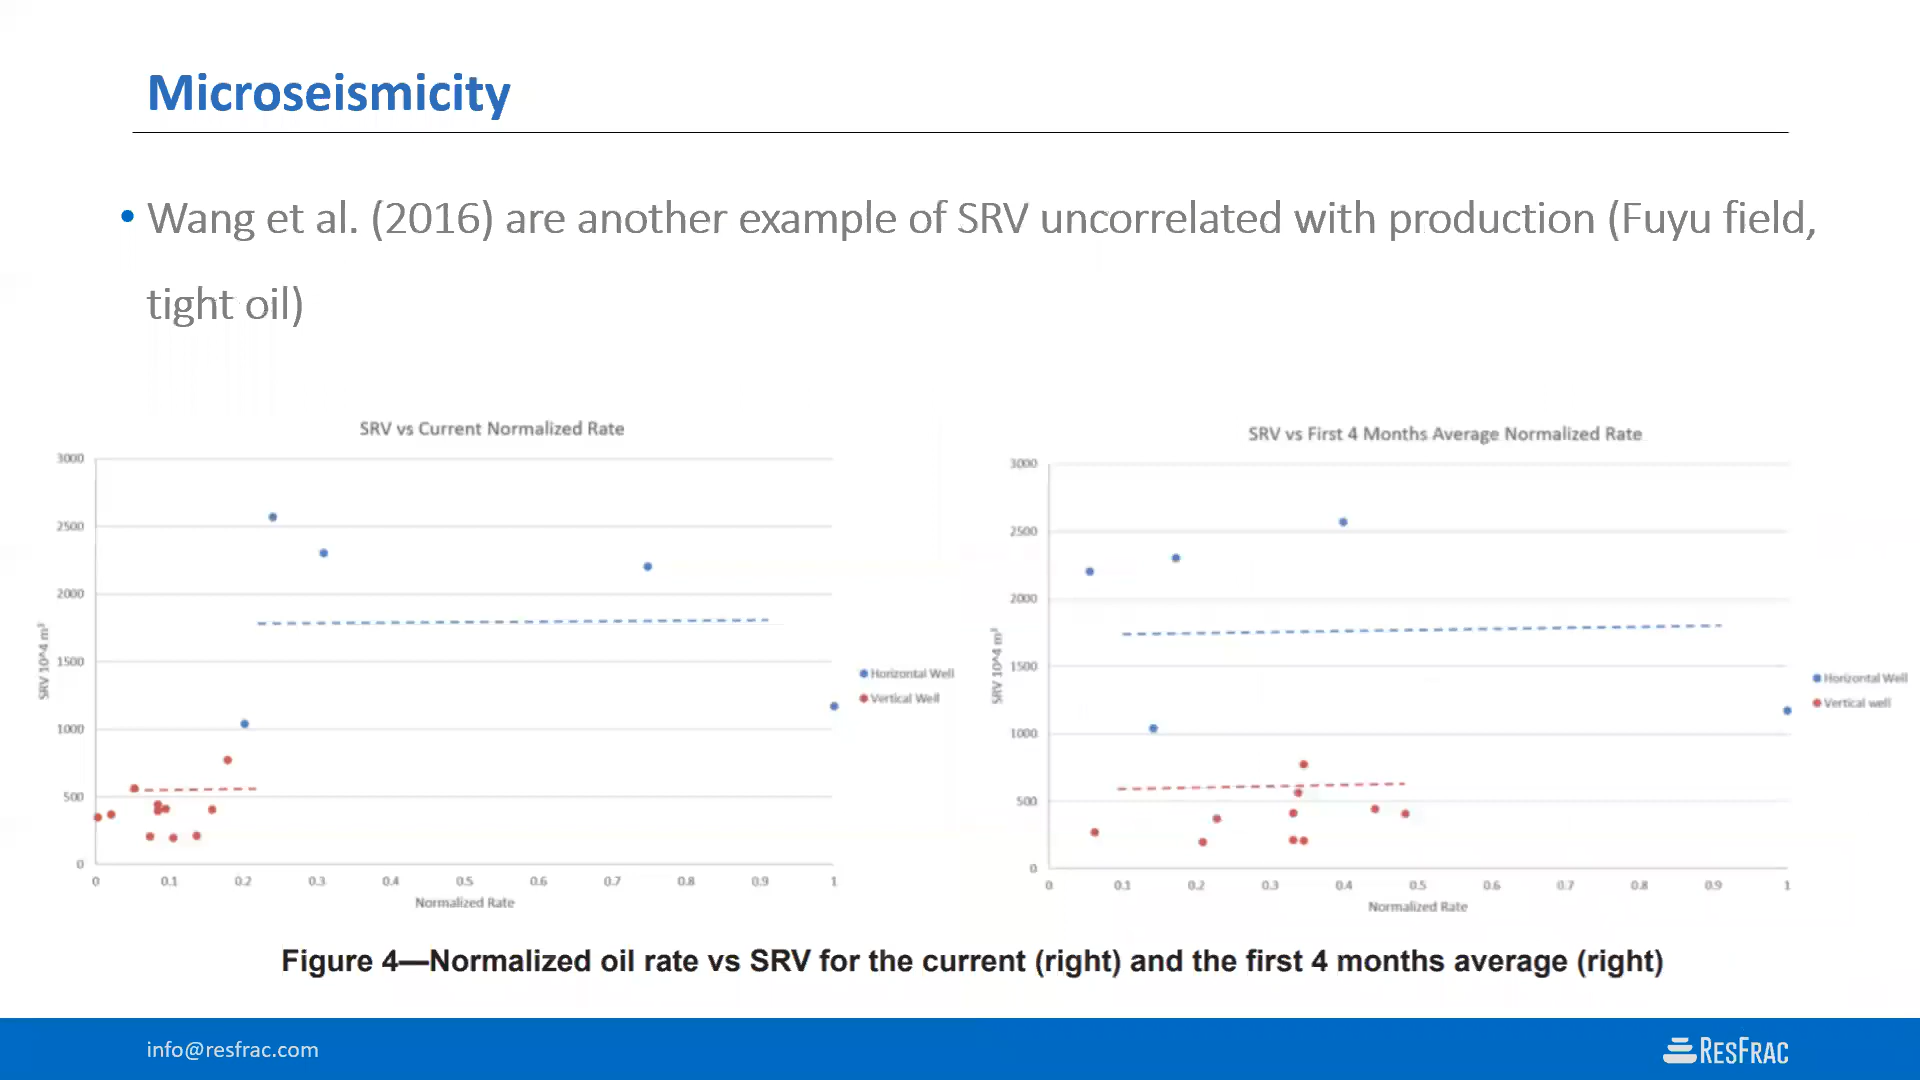 Microseismicity
• Wang et al. (2016) are another example of SRV uncorrelated with production (Fuyu field,
tight oil)
SRV vs Current Normalized Rate
3000
2500
2000
1500
1000
500
0
SRV 10^4 m³
0 0.1 0.2 0.3 0.4 0.5 0.6 0.7 0.8 0.9 1
Normalized Rate
Horizontal Well
Vertical Well
SRV vs First 4 Months Average Normalized Rate
3000
2500
2000
1500
1000
500
0
SRV 10^4 m³
0 0.1 0.2 0.3 0.4 0.5 0.6 0.7 0.8 0.9 1
Normalized Rate
Horizontal Well
Vertical well
Figure 4—Normalized oil rate vs SRV for the current (right) and the first 4 months average (right)
info@resfrac.com
RESFRAC